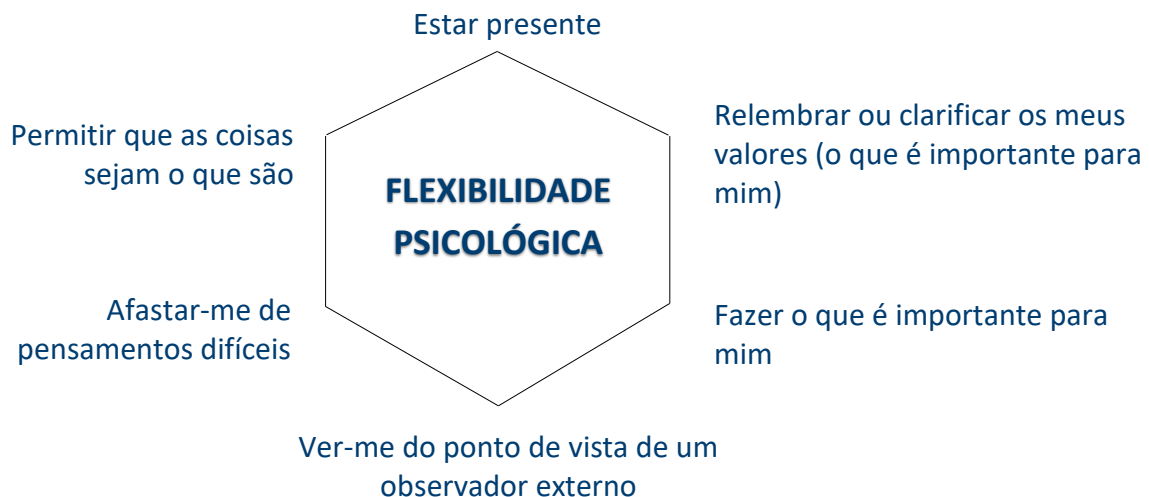 Estar presente
Permitir que as coisas
sejam o que são
Relembrar ou clarificar os meus
valores (o que é importante para
mim)
FLEXIBILIDADE
PSICOLÓGICA
Afastar-me de
pensamentos difíceis
Fazer o que é importante para
mim
Ver-me do ponto de vista de um
observador externo